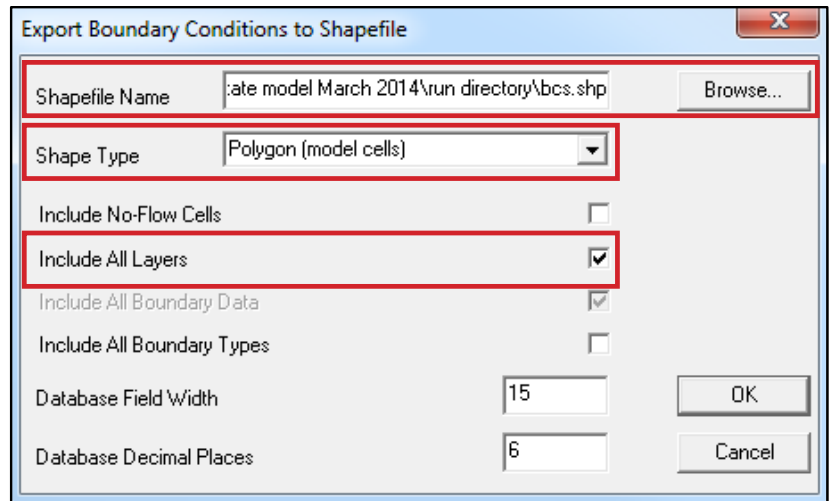 Export Boundary Conditions to Shapefile
Shapefile Name :ate model March 2014\run directory\bcs.shp Browse...
Shape Type Polygon (model cells)
Include No-Flow Cells
Include All Layers
Include All Boundary Data
Include All Boundary Types
Database Field Width 15 OK
Database Decimal Places 6 Cancel